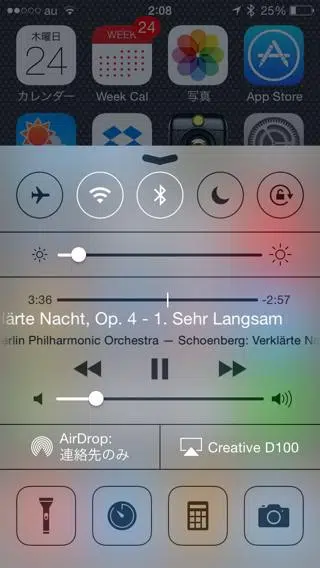 au 2:08 25%
木曜日
24
WEEK
24
カレンダー Week Cal 写真 App Store
3:36 -2:57
lärte Nacht, Op. 4 - 1. Sehr Langsam
erlin Philharmonic Orchestra — Schoenberg: Verklärte No
AirDrop:
連絡先のみ
Creative D100